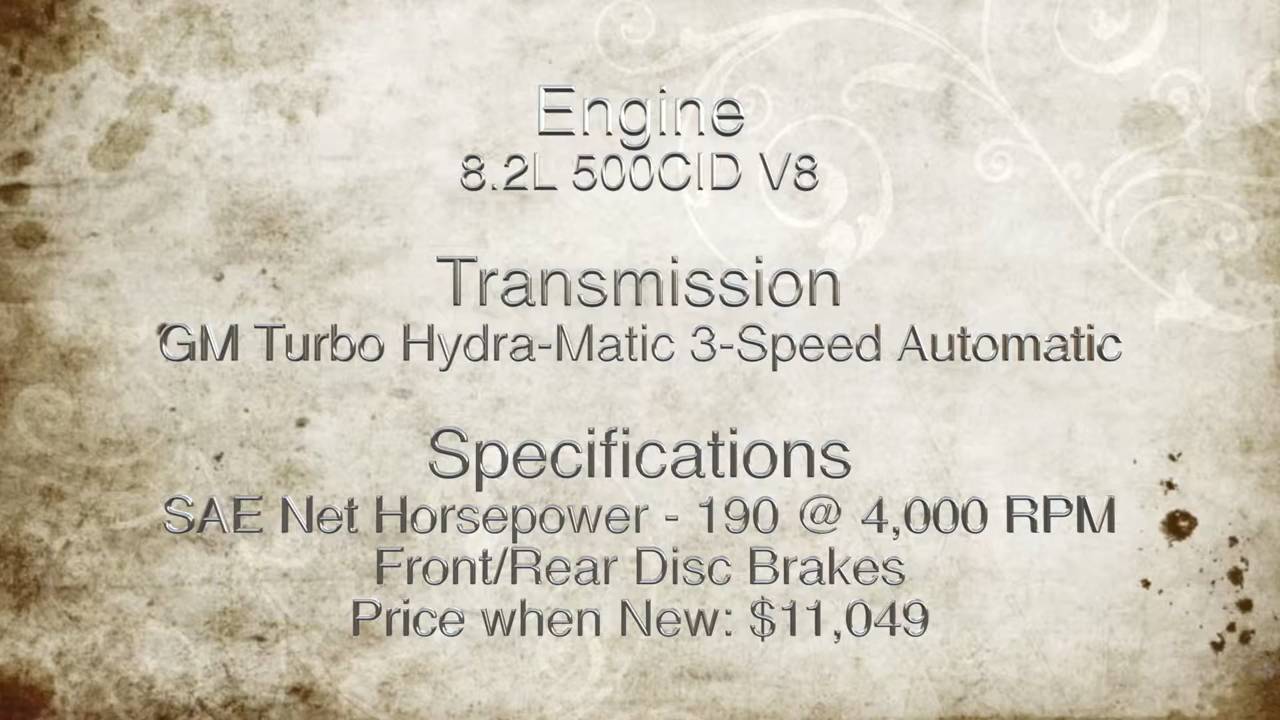 Engine
8.2L 500CID V8
Transmission
GM Turbo Hydra-Matic 3-Speed Automatic
Specifications
SAE Net Horsepower - 190 @ 4,000 RPM
Front/Rear Disc Brakes
Price when New: $11,049